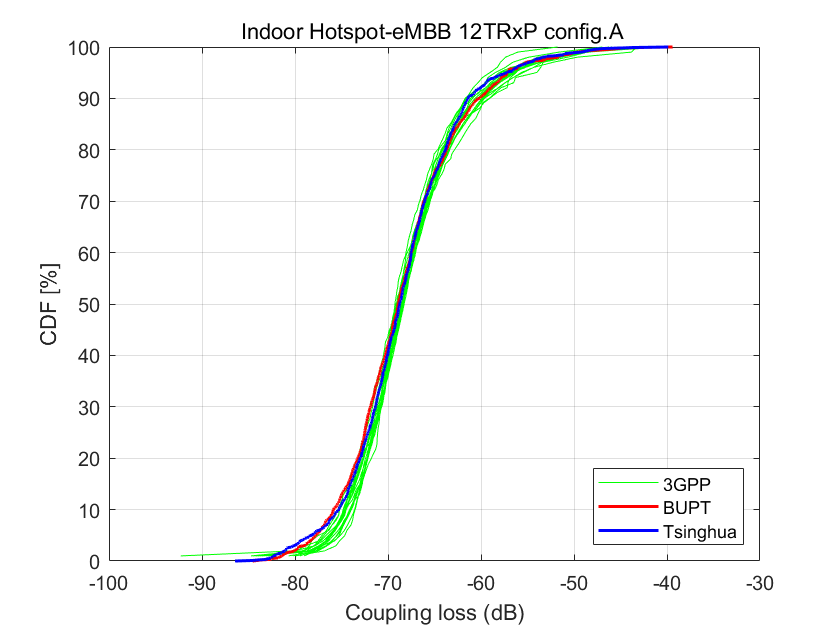 Indoor Hotspot-eMBB 12TRxP config.A
100
90
80
70
60
50
40
30
20
10
0
CDF [%]
3GPP
BUPT
Tsinghua
-100 -90 -80 -70 -60 -50 -40 -30
Coupling loss (dB)